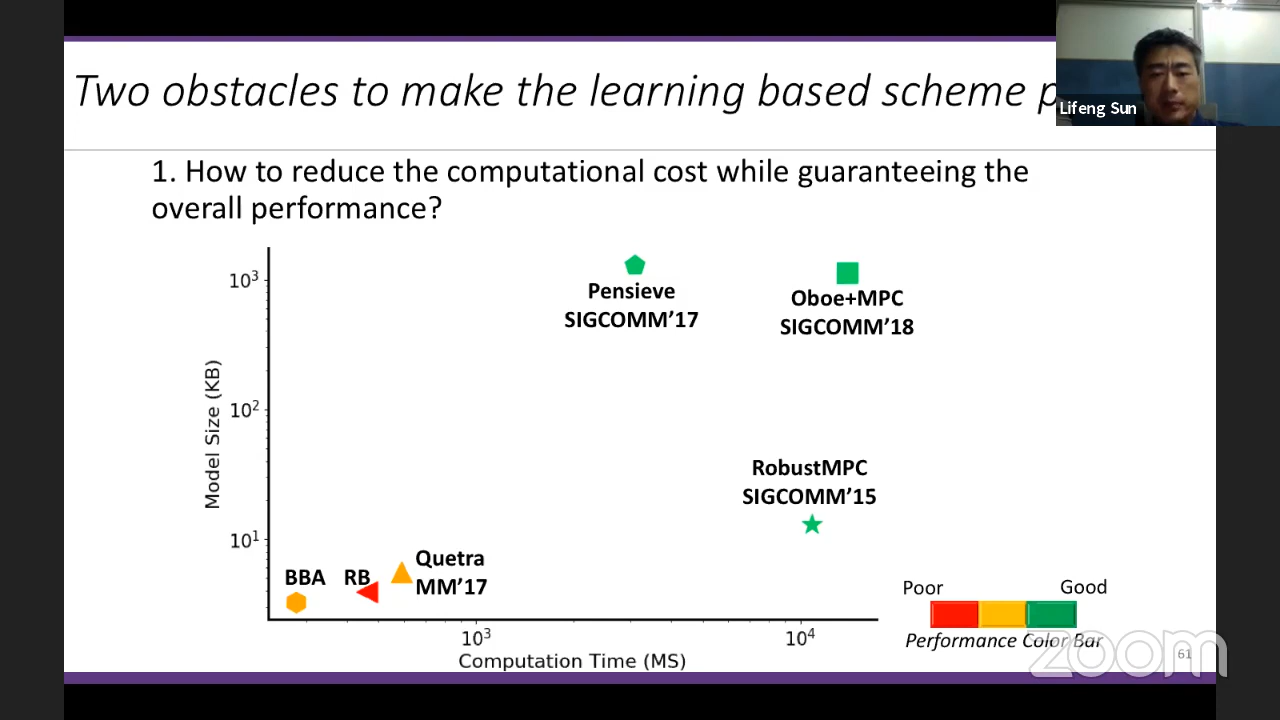 Two obstacles to make the learning based scheme
Lifeng Sun
1. How to reduce the computational cost while guaranteeing the
overall performance?
Model Size (KB)
10³
10²
10¹
Pensieve
SIGCOMM’17
Oboe+MPC
SIGCOMM’18
RobustMPC
SIGCOMM’15
BBA
RB
Quetra
MM’17
10³
10⁴
Computation Time (MS)
Poor
Good
Performance Color Bar
61
zoom